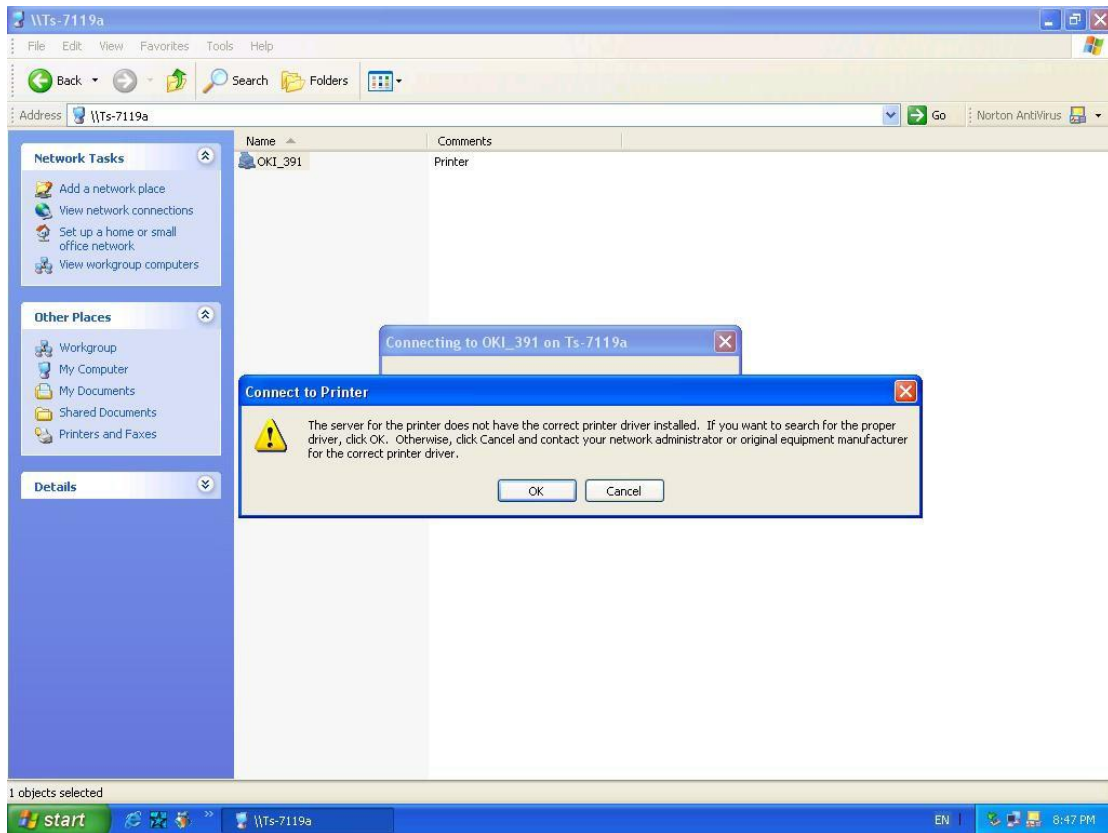 \\Ts-7119a
File Edit View Favorites Tools Help
Back Search Folders
Address \\Ts-7119a Go Norton AntiVirus
Name Comments
OKI_391 Printer
Network Tasks
Add a network place
View network connections
Set up a home or small
office network
View workgroup computers
Other Places
Workgroup
My Computer
My Documents
Shared Documents
Printers and Faxes
Details
Connecting to OKI_391 on Ts-7119a
Connect to Printer
The server for the printer does not have the correct printer driver installed. If you want to search for the proper
driver, click OK. Otherwise, click Cancel and contact your network administrator or original equipment manufacturer
for the correct printer driver.
OK Cancel
1 objects selected
start \\Ts-7119a EN 8:47 PM